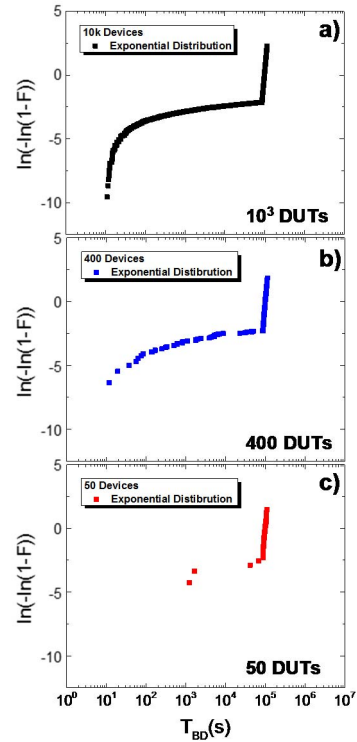 a)
10k Devices
Exponential Distribution
ln(-ln(1-F))
5
0
-5
-10
10³ DUTs
b)
400 Devices
Exponential Distibrution
ln(-ln(1-F))
5
0
-5
-10
400 DUTs
c)
50 Devices
Exponential Distibrution
ln(-ln(1-F))
5
0
-5
-10
50 DUTs
10⁰ 10¹ 10² 10³ 10⁴ 10⁵ 10⁶ 10⁷
T_BD(s)